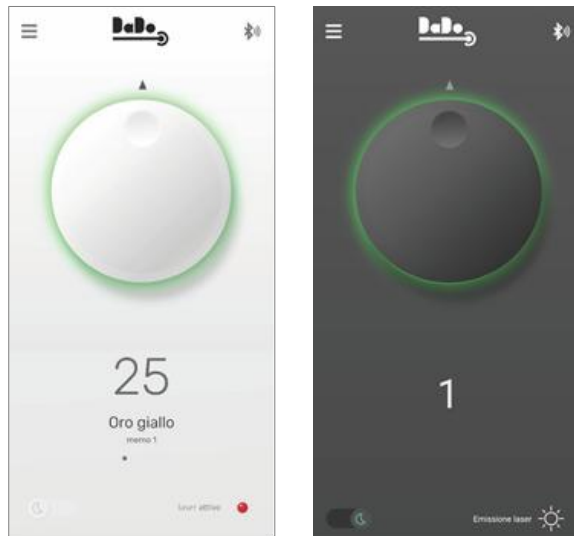 DaDo
25
Oro giallo
memo 1
laser attivo
DaDo
1
Emissione laser